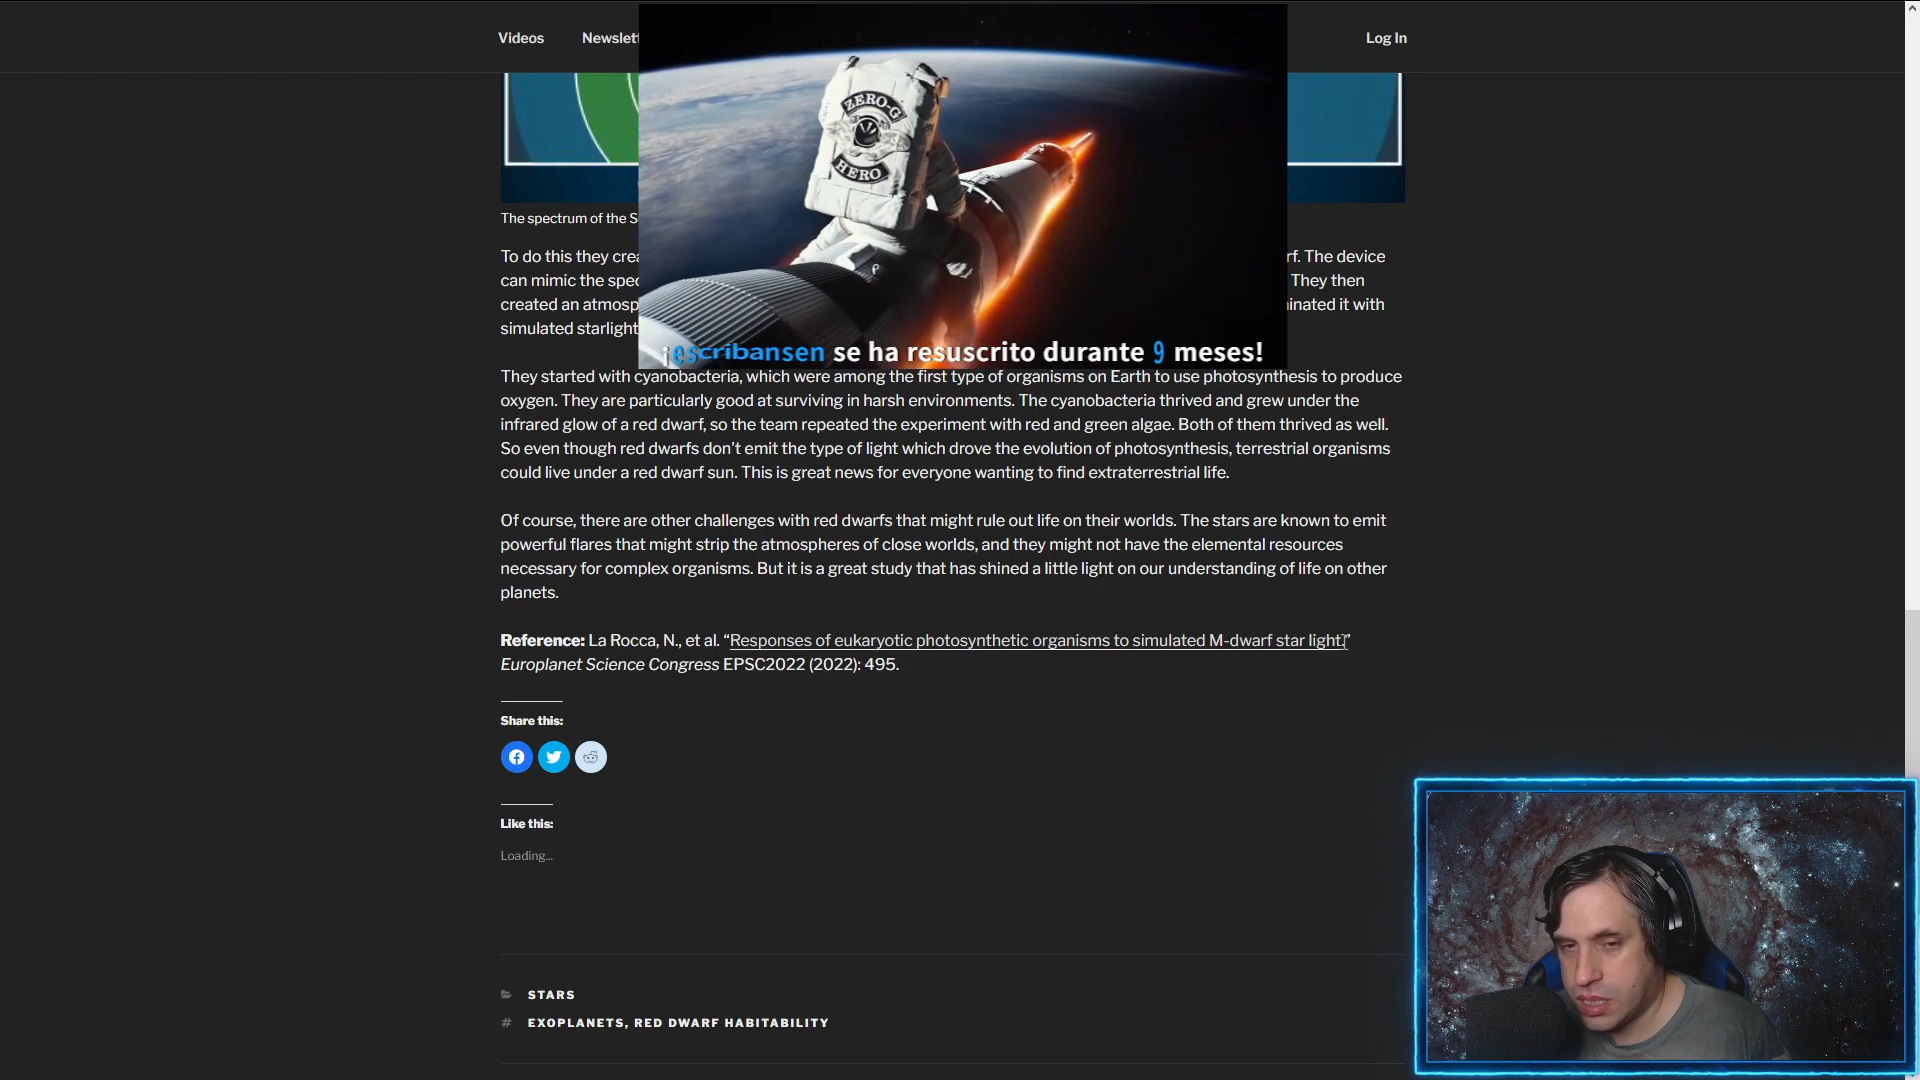 Videos
Newslett
Log In
ZERO-G
HERO
¡escribansen se ha resuscrito durante 9 meses!
The spectrum of the S
To do this they crea rf. The device
can mimic the spec They then
created an atmosp inated it with
simulated starlight
They started with cyanobacteria, which were among the first type of organisms on Earth to use photosynthesis to produce
oxygen. They are particularly good at surviving in harsh environments. The cyanobacteria thrived and grew under the
infrared glow of a red dwarf, so the team repeated the experiment with red and green algae. Both of them thrived as well.
So even though red dwarfs don’t emit the type of light which drove the evolution of photosynthesis, terrestrial organisms
could live under a red dwarf sun. This is great news for everyone wanting to find extraterrestrial life.
Of course, there are other challenges with red dwarfs that might rule out life on their worlds. The stars are known to emit
powerful flares that might strip the atmospheres of close worlds, and they might not have the elemental resources
necessary for complex organisms. But it is a great study that has shined a little light on our understanding of life on other
planets.
Reference: La Rocca, N., et al. “Responses of eukaryotic photosynthetic organisms to simulated M-dwarf star light.”
Europlanet Science Congress EPSC2022 (2022): 495.
Share this:
Like this:
Loading...
STARS
# EXOPLANETS, RED DWARF HABITABILITY